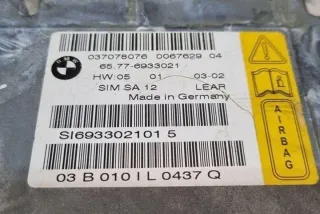 BMW
037078076 0067629 04
65.77-6933021
HW:05 01 03-02
SIM SA 12 LEAR
Made in Germany
SI693302101 5
03 B 010 I L 0437 Q
AIRBAG